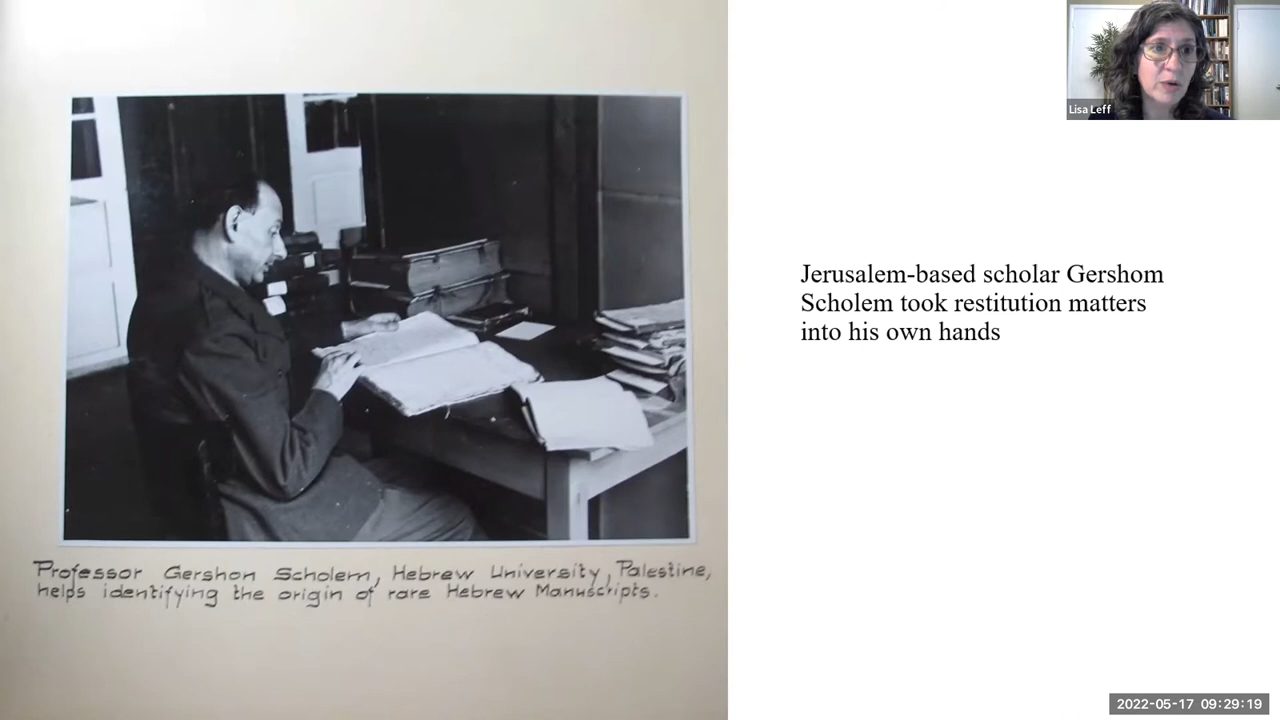 Lisa Leff
Jerusalem-based scholar Gershom
Scholem took restitution matters
into his own hands
Professor Gershon Scholem, Hebrew University, Palestine,
helps identifying the origin of rare Hebrew Manuscripts.
2022-05-17 09:29:19